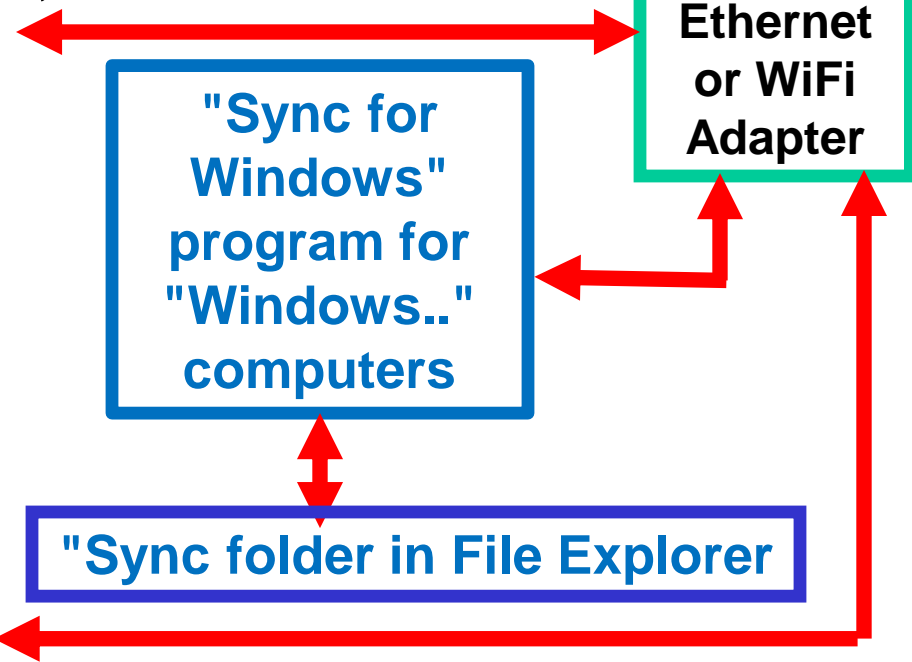 Ethernet
or WiFi
Adapter
"Sync for
Windows"
program for
"Windows.."
computers
"Sync folder in File Explorer